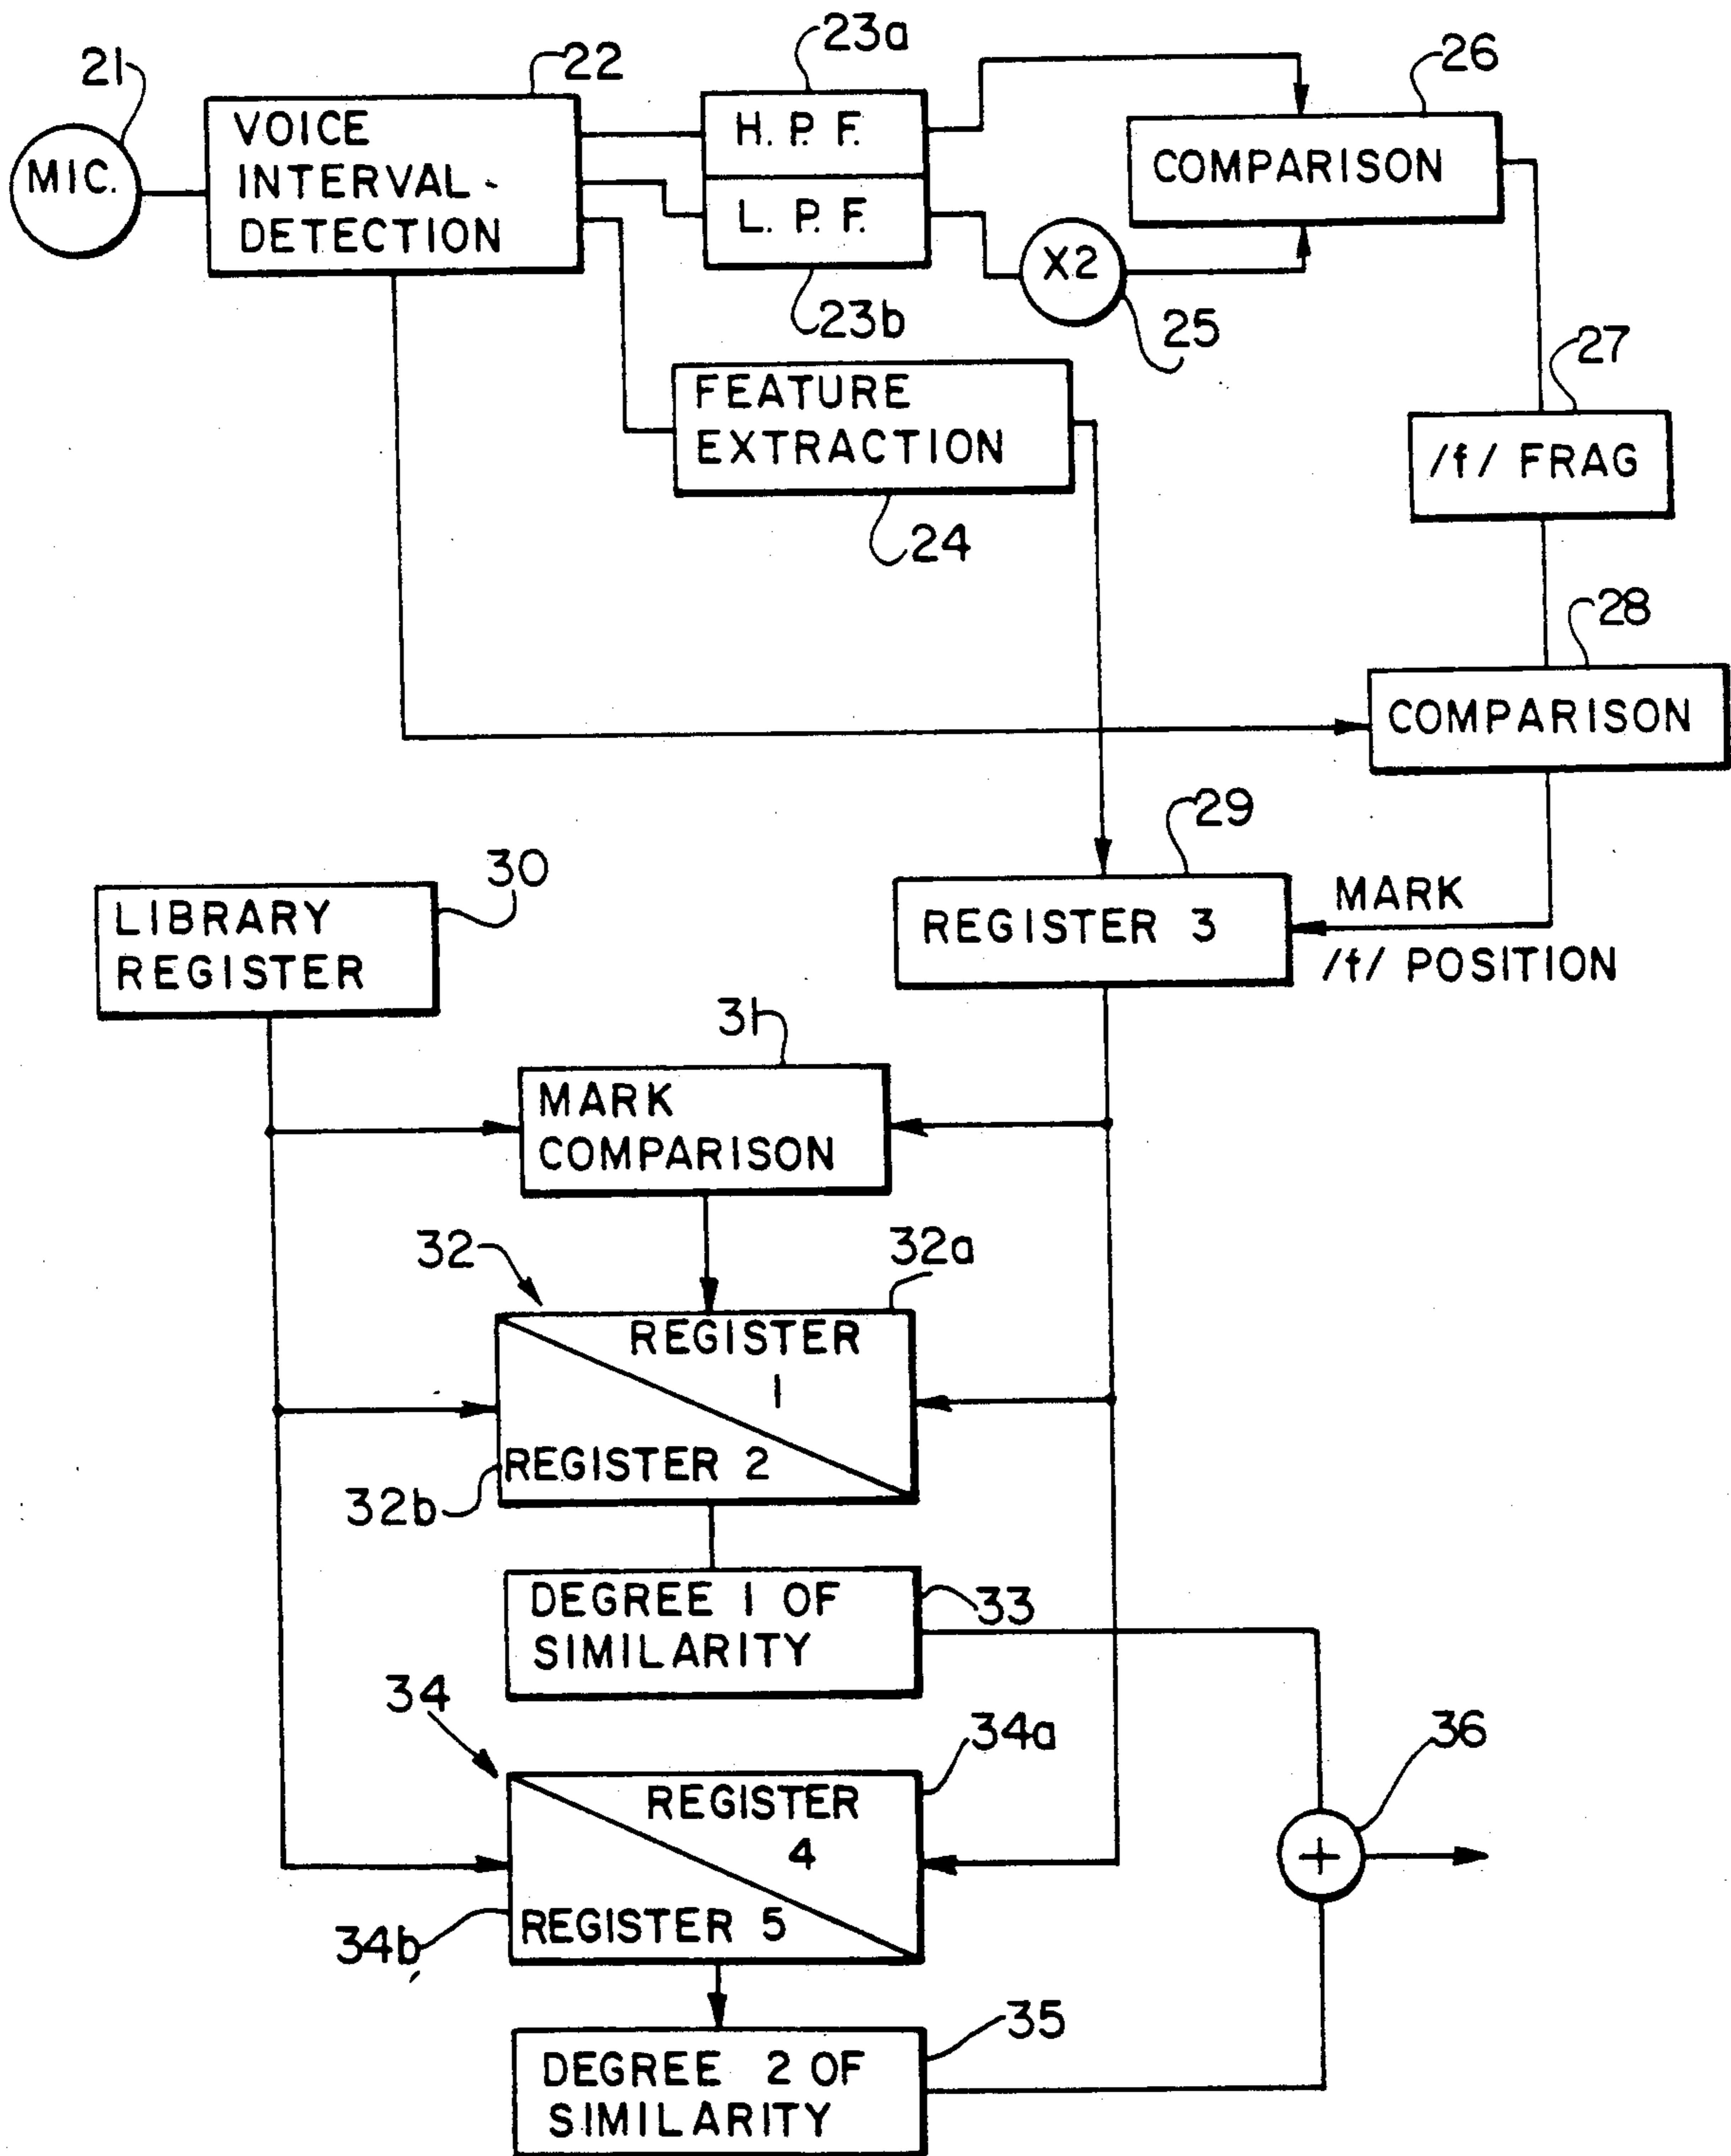 21
MIC.
22
VOICE
INTERVAL
DETECTION
23a
H. P. F.
L. P. F.
23b
X2
25
26
COMPARISON
FEATURE
EXTRACTION
24
27
/f/ FRAG
28
COMPARISON
29
REGISTER 3
MARK
/f/ POSITION
30
LIBRARY
REGISTER
31
MARK
COMPARISON
32
32a
REGISTER
1
REGISTER 2
32b
DEGREE 1 OF
SIMILARITY
33
34
34a
REGISTER
4
REGISTER 5
34b
36
+
35
DEGREE 2 OF
SIMILARITY